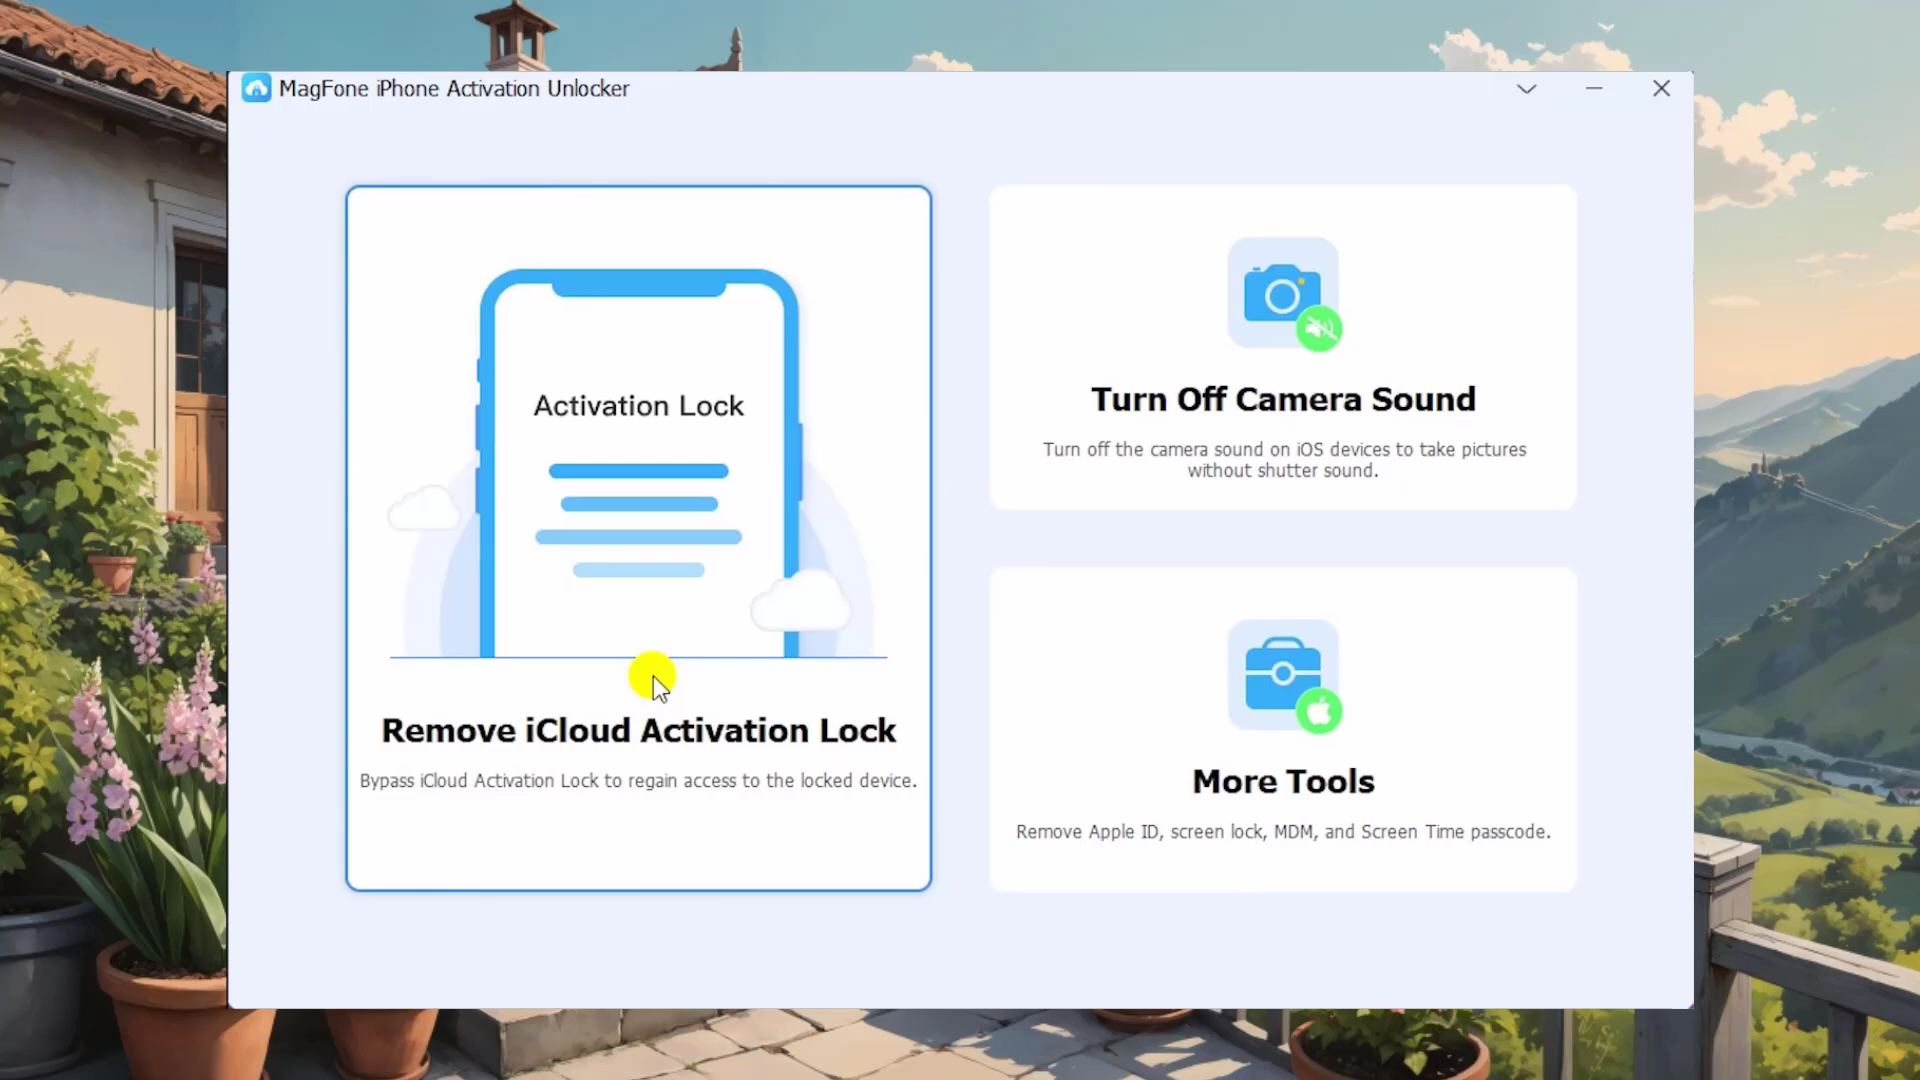 MagFone iPhone Activation Unlocker
Activation Lock
Remove iCloud Activation Lock
Bypass iCloud Activation Lock to regain access to the locked device.
Turn Off Camera Sound
Turn off the camera sound on iOS devices to take pictures
without shutter sound.
More Tools
Remove Apple ID, screen lock, MDM, and Screen Time passcode.